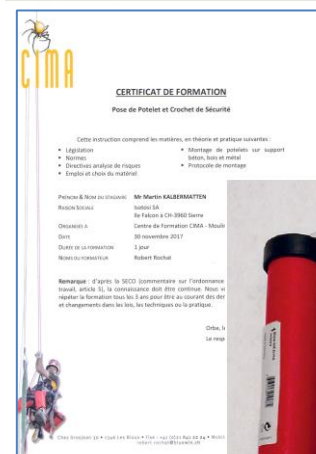 CIMA
CERTIFICAT DE FORMATION
Pose de Potelet et Crochet de Sécurité
Cette instruction comprend les matières, en théorie et pratique suivantes :
• Législation
• Normes
• Directives analyse de risques
• Emploi et choix du matériel
• Montage de potelets sur support béton, bois et métal
• Protocole de montage
PRÉNOM & NOM DU STAGIAIRE Mr Martin KALBERMATTEN
RAISON SOCIALE Isotosi SA
Ile Falcon à CH-3960 Sierre
ORGANISÉ À Centre de Formation CIMA - Moulin
DATE 30 novembre 2017
DURÉE DE LA FORMATION 1 jour
NOMS DU FORMATEUR Robert Rochat
Remarque : d'après le SECO (commentaire sur l'ordonnance
travail, article 5), la connaissance doit être continue. Nous v
répéter la formation tous les 3 ans pour être au courant des der
et changements dans les lois, les techniques ou la pratique.
Orbe, l
Le resp